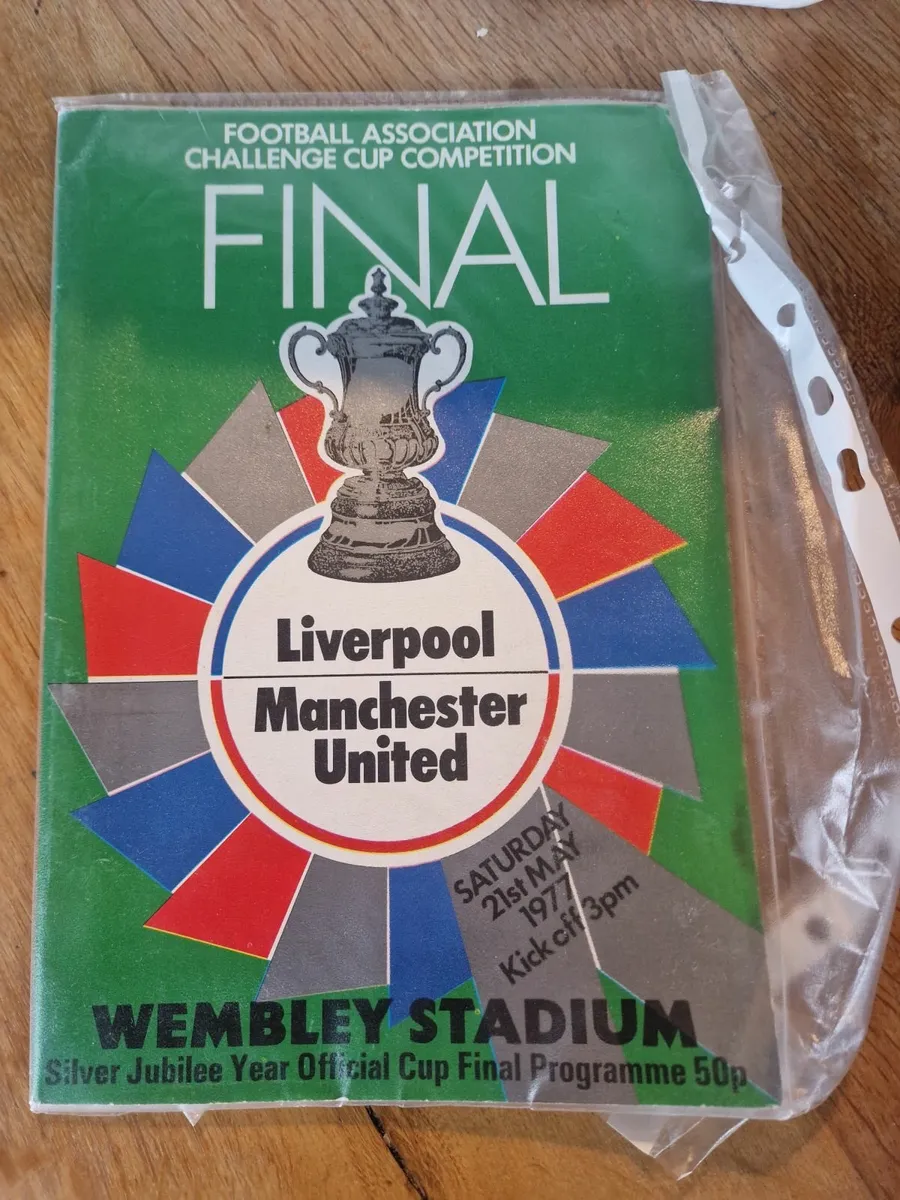 FOOTBALL ASSOCIATION
CHALLENGE CUP COMPETITION
FINAL
Liverpool
Manchester
United
SATURDAY
21st MAY
1977
Kick off 3pm
WEMBLEY STADIUM
Silver Jubilee Year Official Cup Final Programme 50p